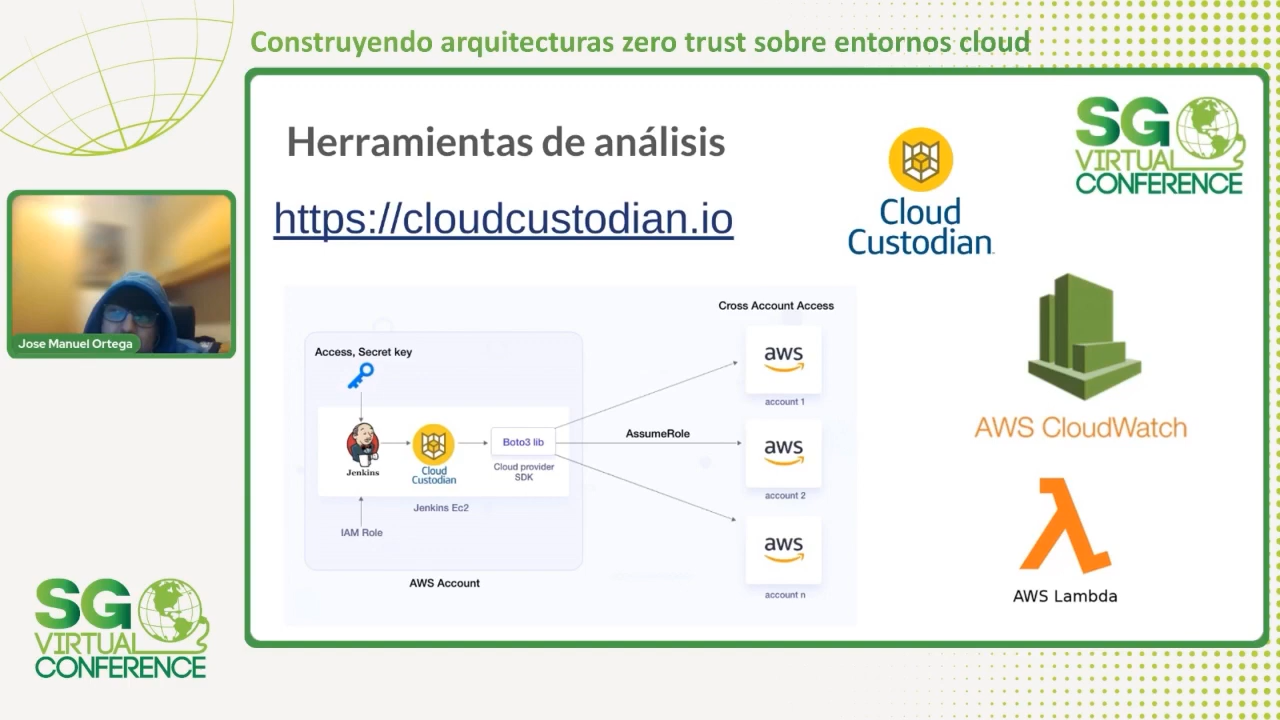 Construyendo arquitecturas zero trust sobre entornos cloud
Herramientas de análisis
https://cloudcustodian.io
Cloud
Custodian
SG
VIRTUAL
CONFERENCE
Jose Manuel Ortega
Cross Account Access
Access, Secret key
Jenkins
Cloud
Custodian
Boto3 lib
Cloud provider
SDK
Jenkins Ec2
IAM Role
AWS Account
AssumeRole
aws
account 1
aws
account 2
aws
account n
AWS CloudWatch
AWS Lambda
SG
VIRTUAL
CONFERENCE